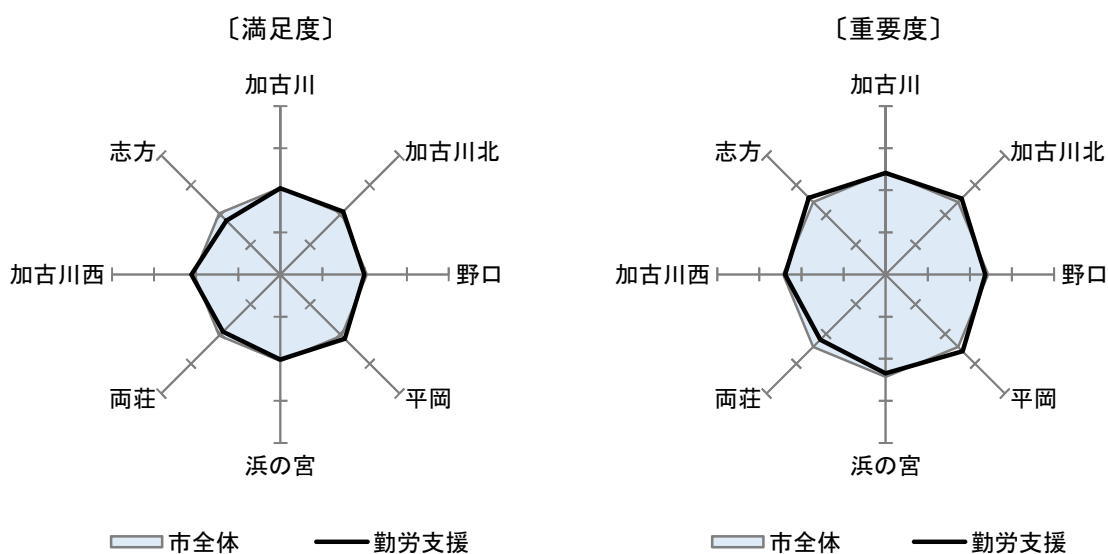 〔満足度〕
加古川
加古川北
野口
平岡
浜の宮
両荘
加古川西
志方
市全体
勤労支援
〔重要度〕
加古川
加古川北
野口
平岡
浜の宮
両荘
加古川西
志方
市全体
勤労支援